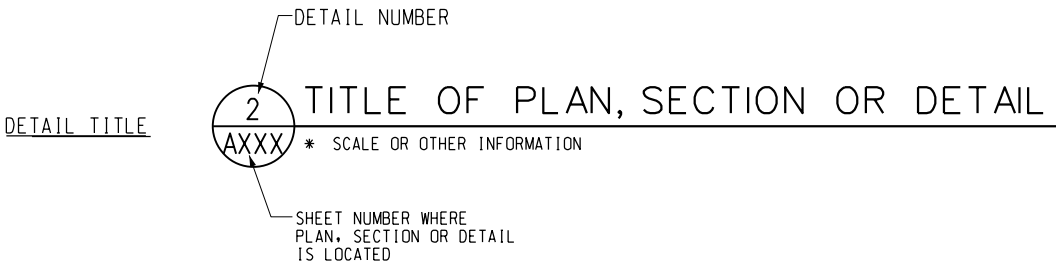 DETAIL NUMBER
2
TITLE OF PLAN, SECTION OR DETAIL
DETAIL TITLE
AXXX
* SCALE OR OTHER INFORMATION
SHEET NUMBER WHERE
PLAN, SECTION OR DETAIL
IS LOCATED